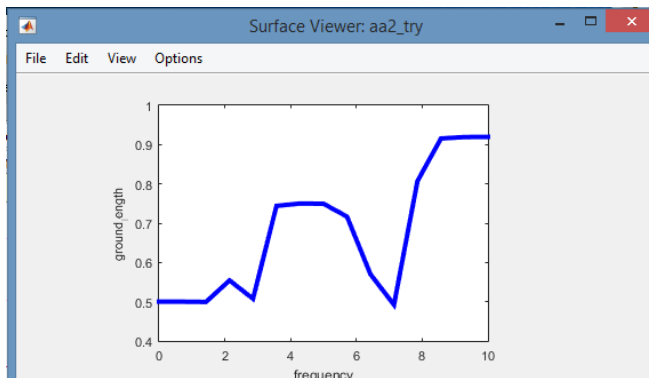 Surface Viewer: aa2_try
File Edit View Options
1
0.9
0.8
0.7
0.6
0.5
0.4
ground_length
0 2 4 6 8 10
frequency